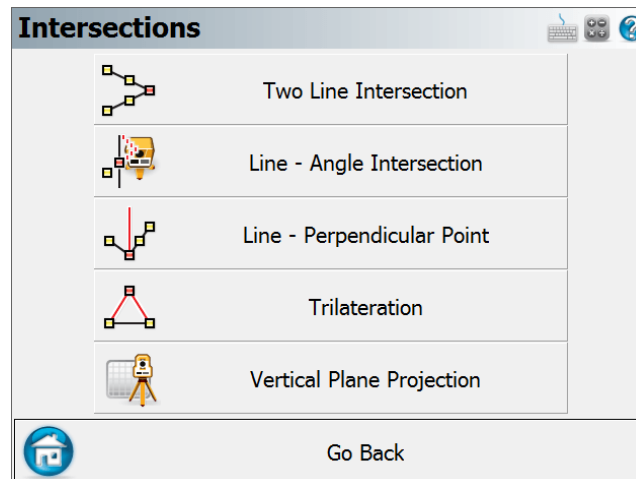 Intersections
Two Line Intersection
Line - Angle Intersection
Line - Perpendicular Point
Trilateration
Vertical Plane Projection
Go Back